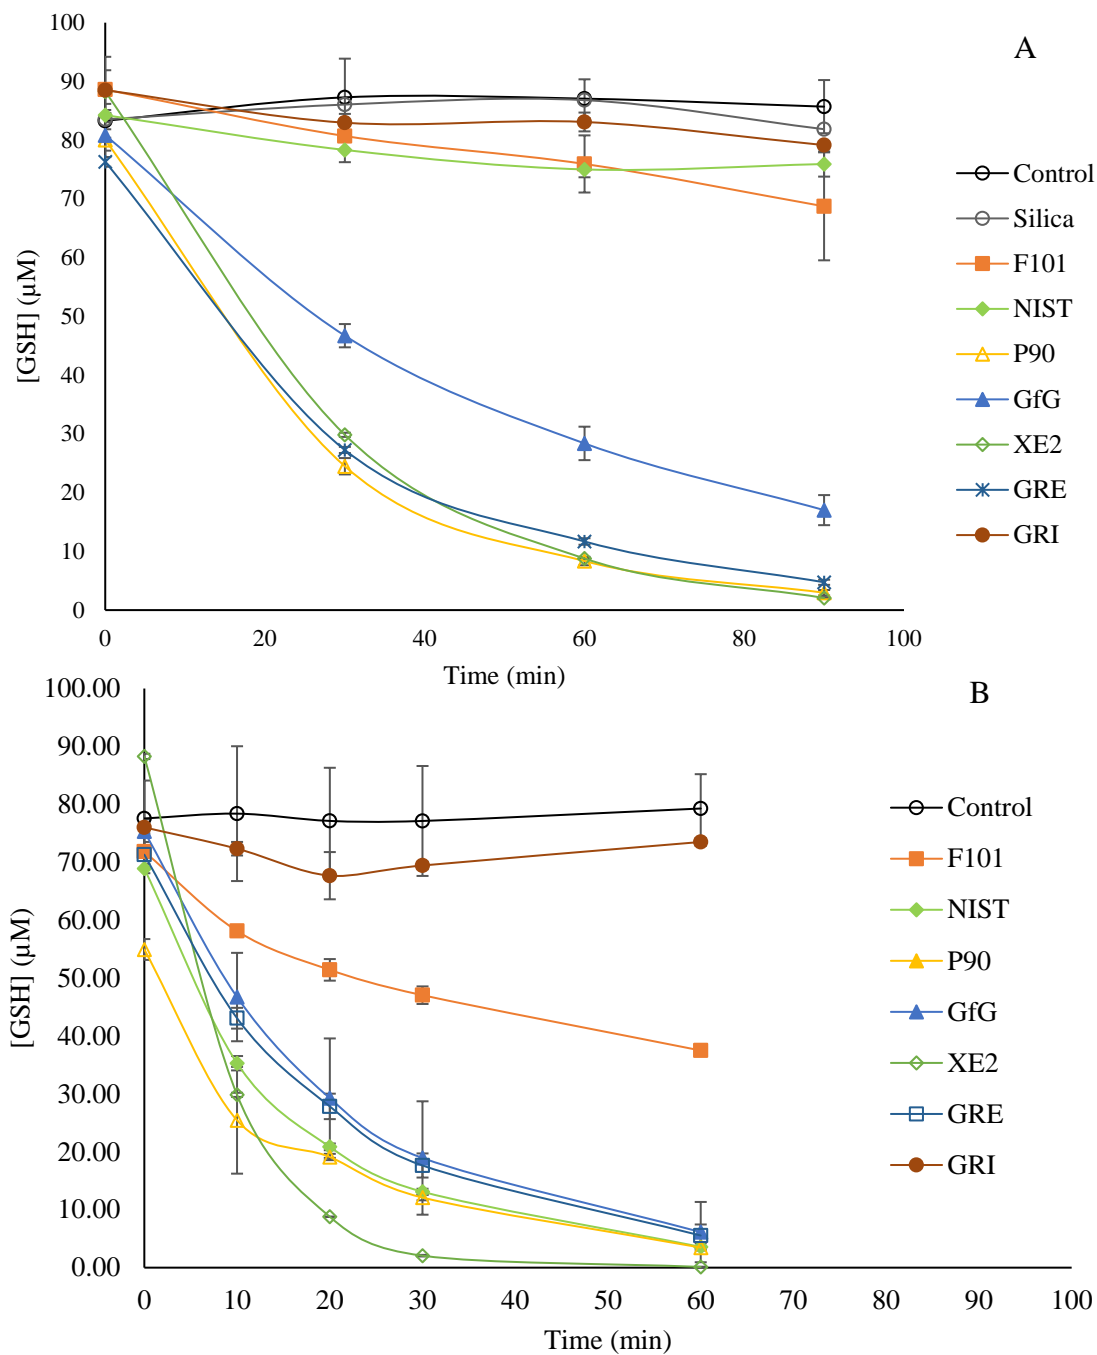 A
100
90
80
70
60
50
40
30
20
10
0
[GSH] (µM)
0 20 40 60 80 100
Time (min)
Control
Silica
F101
NIST
P90
GfG
XE2
GRE
GRI
B
100.00
90.00
80.00
70.00
60.00
50.00
40.00
30.00
20.00
10.00
0.00
[GSH] (µM)
0 10 20 30 40 50 60 70 80 90 100
Time (min)
Control
F101
NIST
P90
GfG
XE2
GRE
GRI